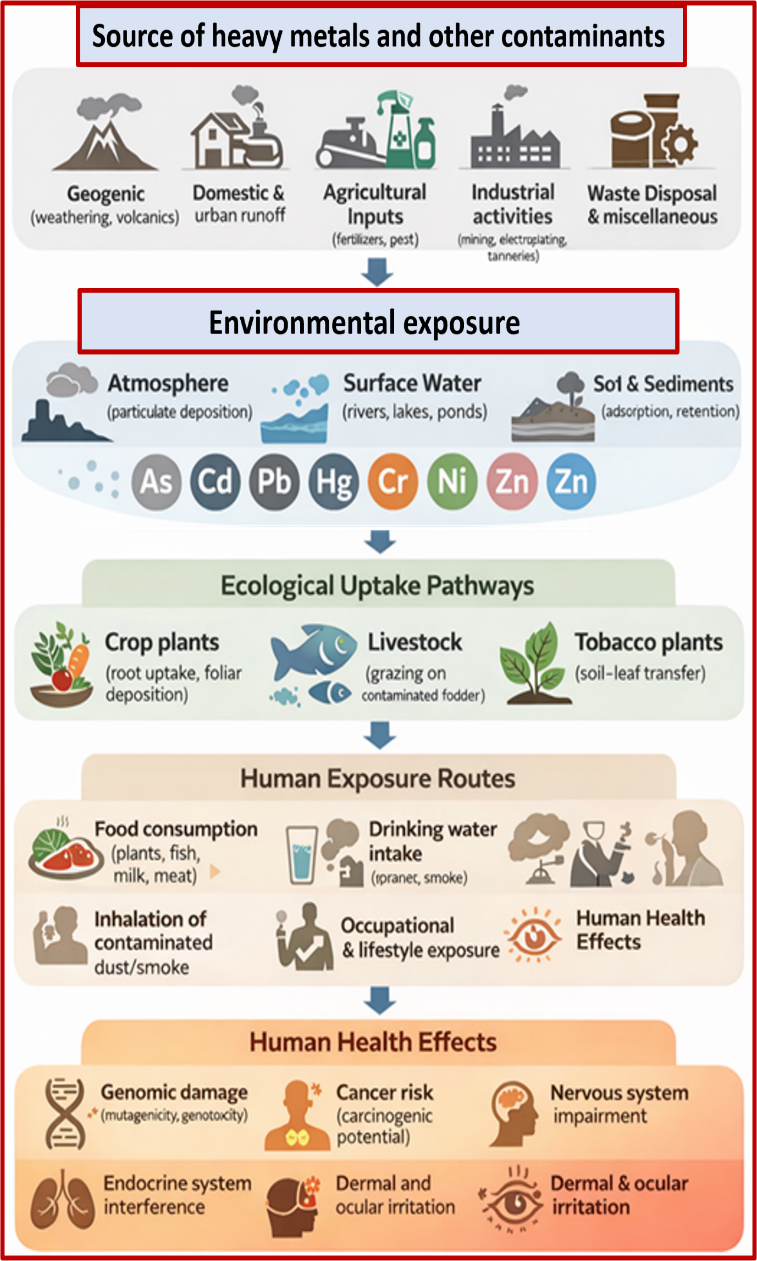 Source of heavy metals and other contaminants
Geogenic
(weathering, volcanics)
Domestic &
urban runoff
Agricultural
Inputs
(fertilizers, pest)
Industrial
activities
(mining, electroplating,
tanneries)
Waste Disposal
& miscellaneous
Environmental exposure
Atmosphere
(particulate deposition)
Surface Water
(rivers, lakes, ponds)
& Sediments
(adsorption, retention)
As Cd Pb Hg Cr Ni Zn Zn
Ecological Uptake Pathways
Crop plants
(root uptake, foliar
deposition)
Livestock
(grazing on
contaminated fodder)
Tobacco plants
(soil-leaf transfer)
Human Exposure Routes
Food consumption
(plants, fish,
milk, meat)
Drinking water
intake
smoke)
Inhalation of
contaminated
dust/smoke
Occupational
& lifestyle exposure
Human Health
Effects
Human Health Effects
Genomic damage
(mutagenicity, genotoxcity)
Cancer risk
(carcinogenic
potential)
Nervous system
impairment
Endocrine system
interference
Dermal and
ocular irritation
Dermal & ocular
irritation